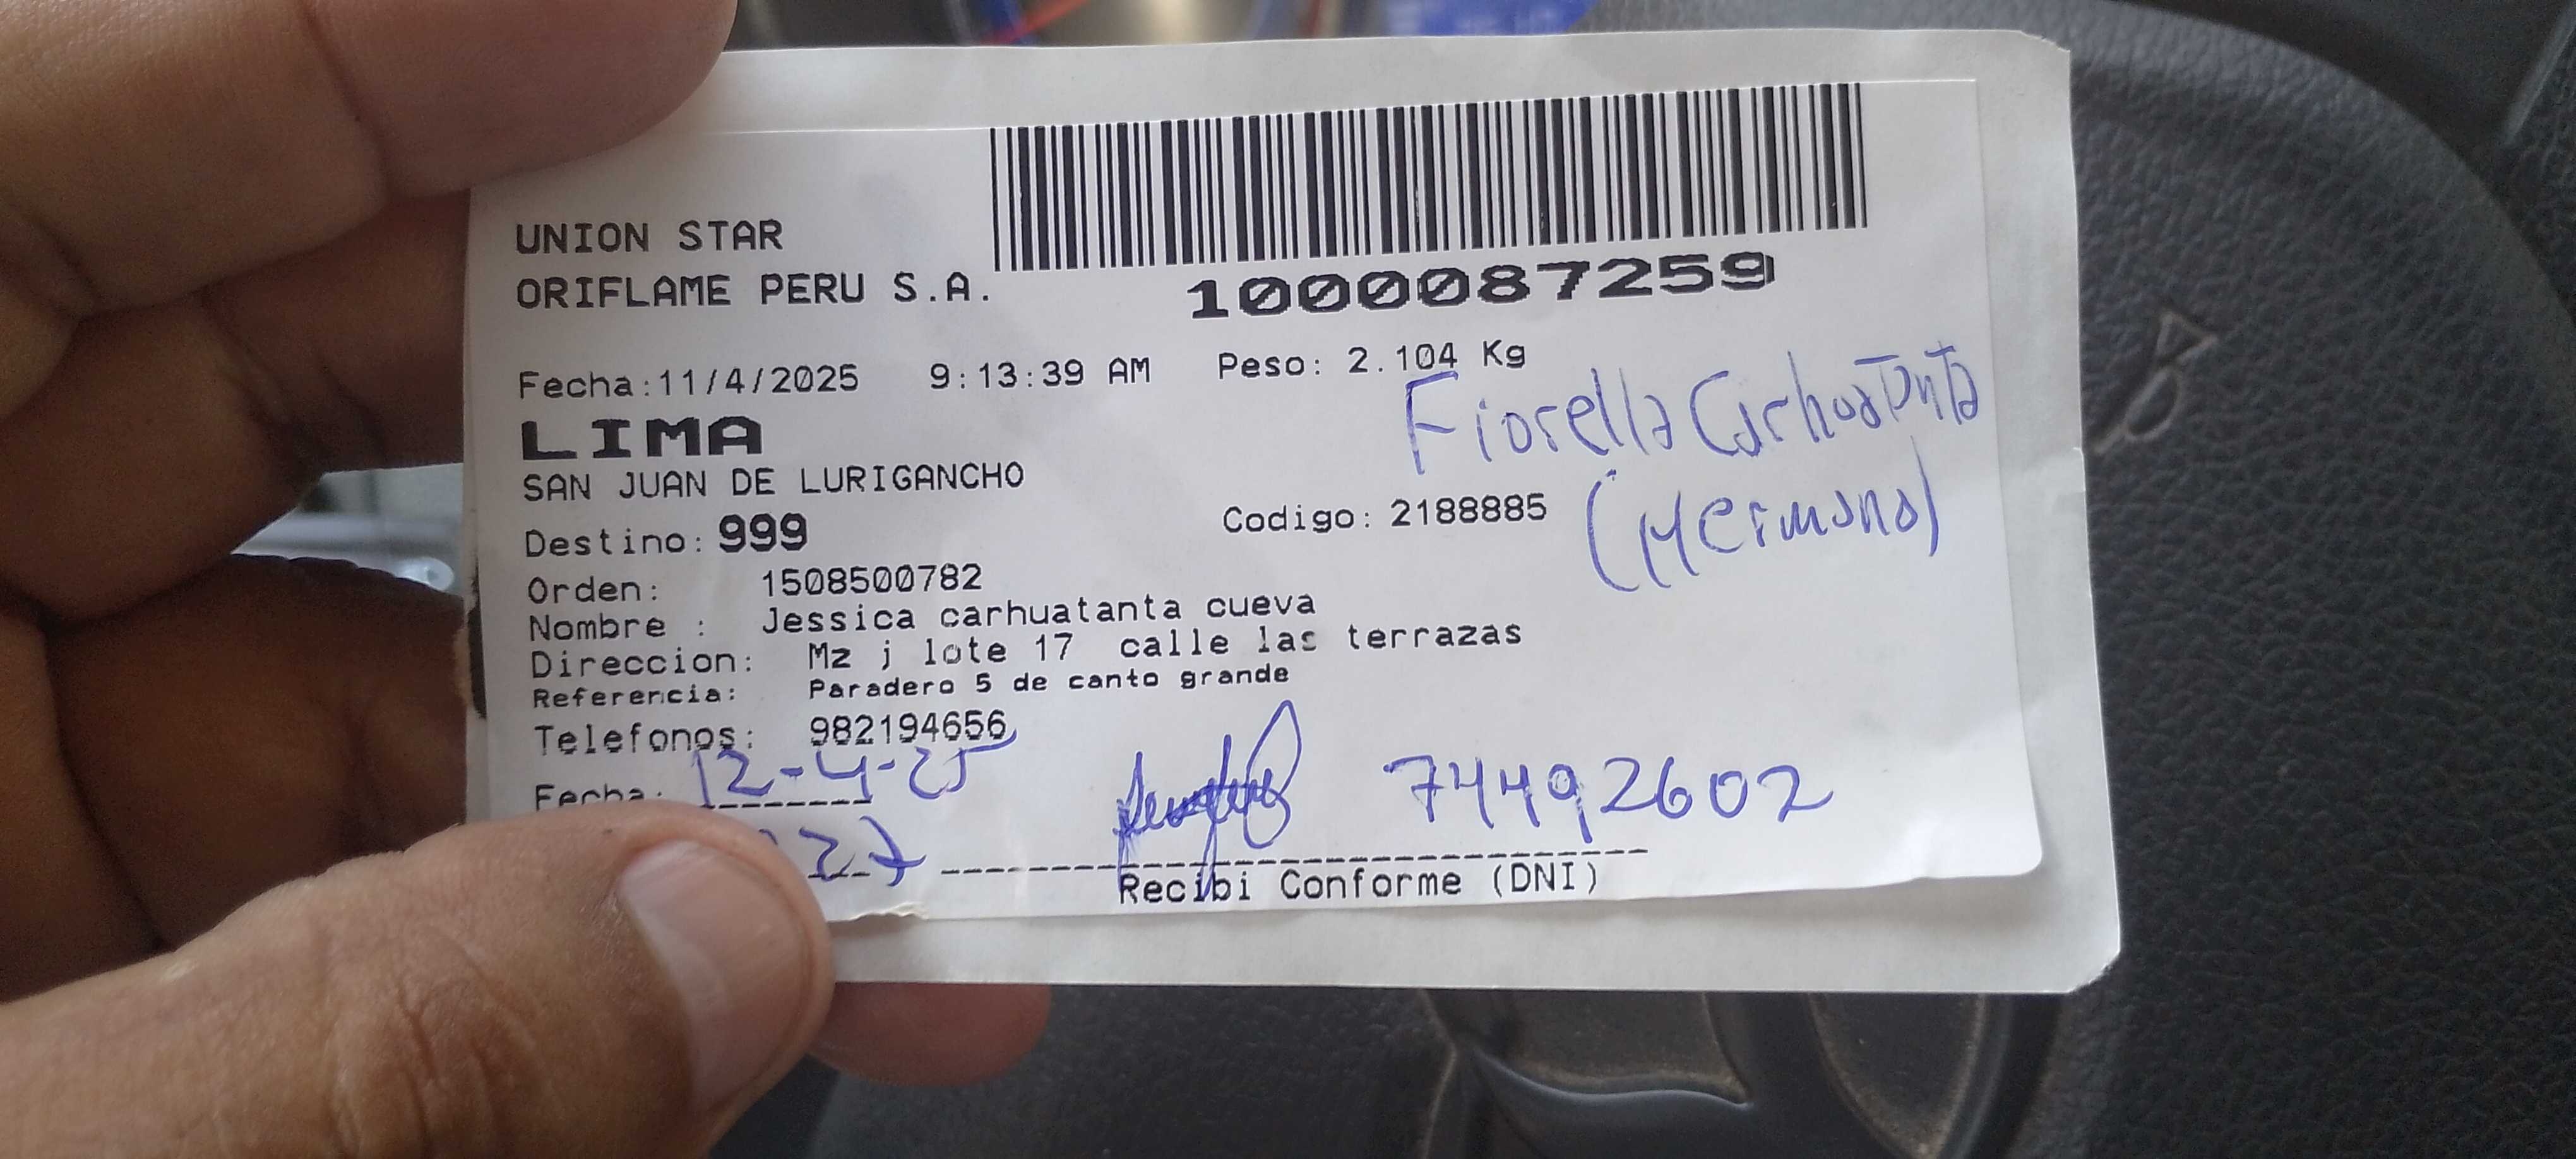 UNION STAR
ORIFLAME PERU S.A.
1000087259
Fecha:11/4/2025 9:13:39 AM Peso: 2.104 Kg
Fiorella Carhuatanta
(Hermana)
LIMA
SAN JUAN DE LURIGANCHO
Destino: 999 Codigo: 2188885
Orden: 1508500782
Nombre : Jessica carhuatanta cueva
Direccion: Mz j lote 17 calle las terrazas
Referencia: Paradero 5 de canto grande
Telefonos: 982194656
Fecha: 12-4-25
74492602
27
Recibi Conforme (DNI)